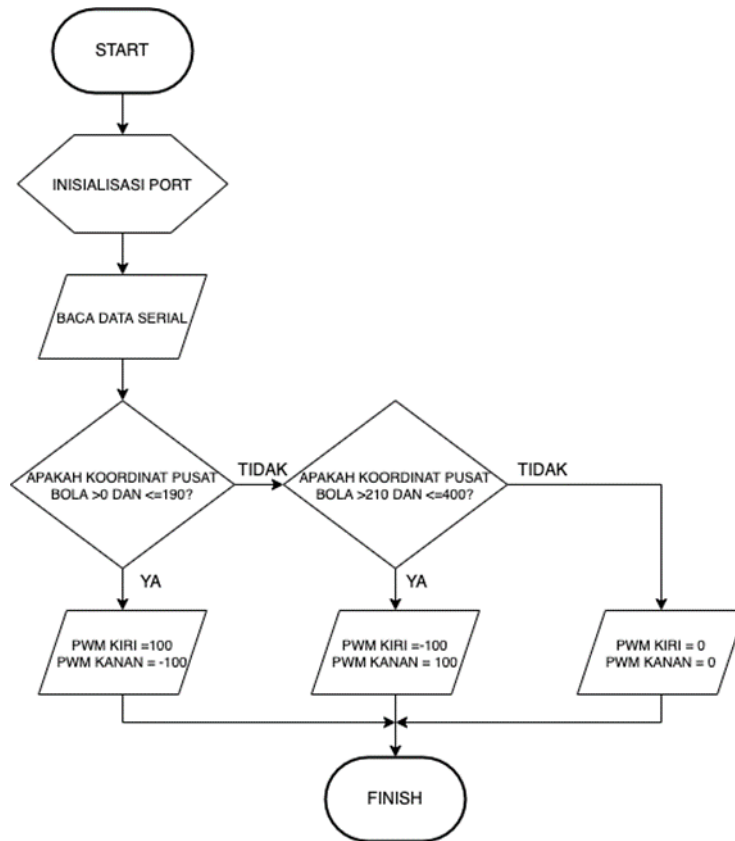 START
INISIALISASI PORT
BACA DATA SERIAL
APAKAH KOORDINAT PUSAT
BOLA >0 DAN <=190?
TIDAK
APAKAH KOORDINAT PUSAT
BOLA >210 DAN <=400?
TIDAK
YA
YA
PWM KIRI =100
PWM KANAN = -100
PWM KIRI =-100
PWM KANAN = 100
PWM KIRI = 0
PWM KANAN = 0
FINISH